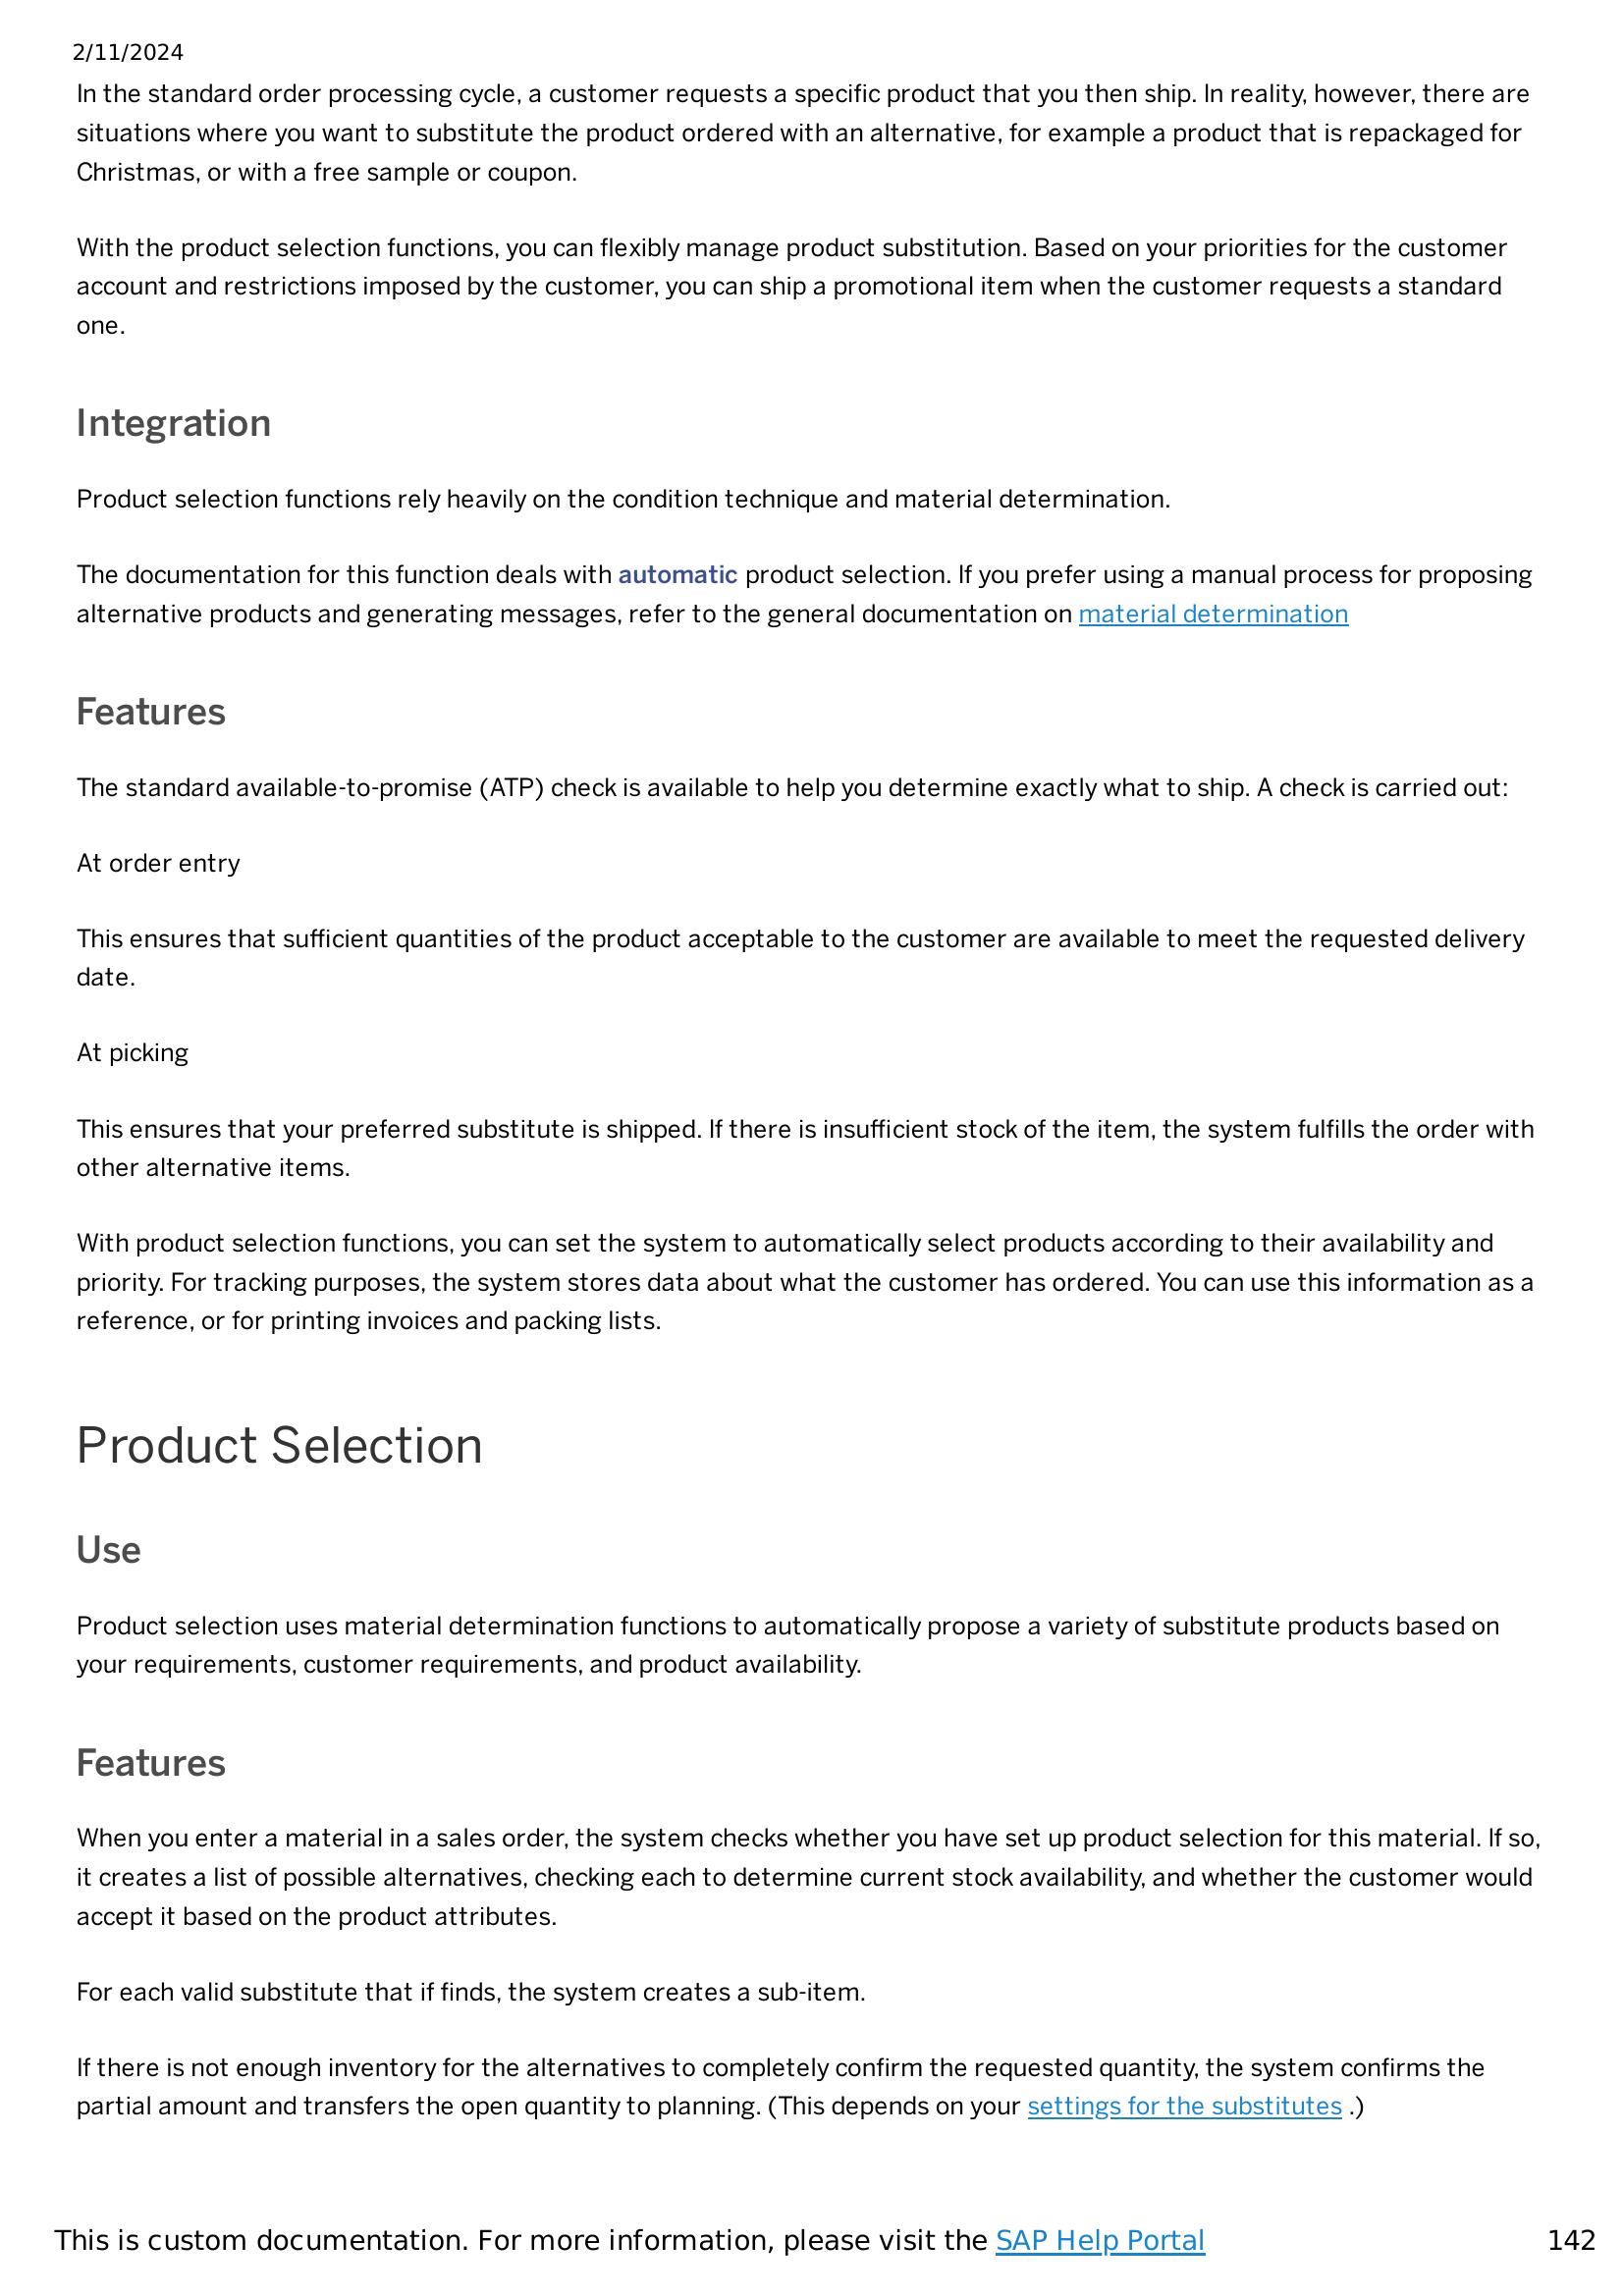 2/11/2024
In the standard order processing cycle, a customer requests a specific product that you then ship. In reality, however, there are
situations where you want to substitute the product ordered with an alternative, for example a product that is repackaged for
Christmas, or with a free sample or coupon.
With the product selection functions, you can flexibly manage product substitution. Based on your priorities for the customer
account and restrictions imposed by the customer, you can ship a promotional item when the customer requests a standard
one.
Integration
Product selection functions rely heavily on the condition technique and material determination.
The documentation for this function deals with automatic product selection. If you prefer using a manual process for proposing
alternative products and generating messages, refer to the general documentation on material determination
Features
The standard available-to-promise (ATP) check is available to help you determine exactly what to ship. A check is carried out:
At order entry
This ensures that sufficient quantities of the product acceptable to the customer are available to meet the requested delivery
date.
At picking
This ensures that your preferred substitute is shipped. If there is insufficient stock of the item, the system fulfills the order with
other alternative items.
With product selection functions, you can set the system to automatically select products according to their availability and
priority. For tracking purposes, the system stores data about what the customer has ordered. You can use this information as a
reference, or for printing invoices and packing lists.
Product Selection
Use
Product selection uses material determination functions to automatically propose a variety of substitute products based on
your requirements, customer requirements, and product availability.
Features
When you enter a material in a sales order, the system checks whether you have set up product selection for this material. If so,
it creates a list of possible alternatives, checking each to determine current stock availability, and whether the customer would
accept it based on the product attributes.
For each valid substitute that if finds, the system creates a sub-item.
If there is not enough inventory for the alternatives to completely confirm the requested quantity, the system confirms the
partial amount and transfers the open quantity to planning. (This depends on your settings for the substitutes .)
This is custom documentation. For more information, please visit the SAP Help Portal 142